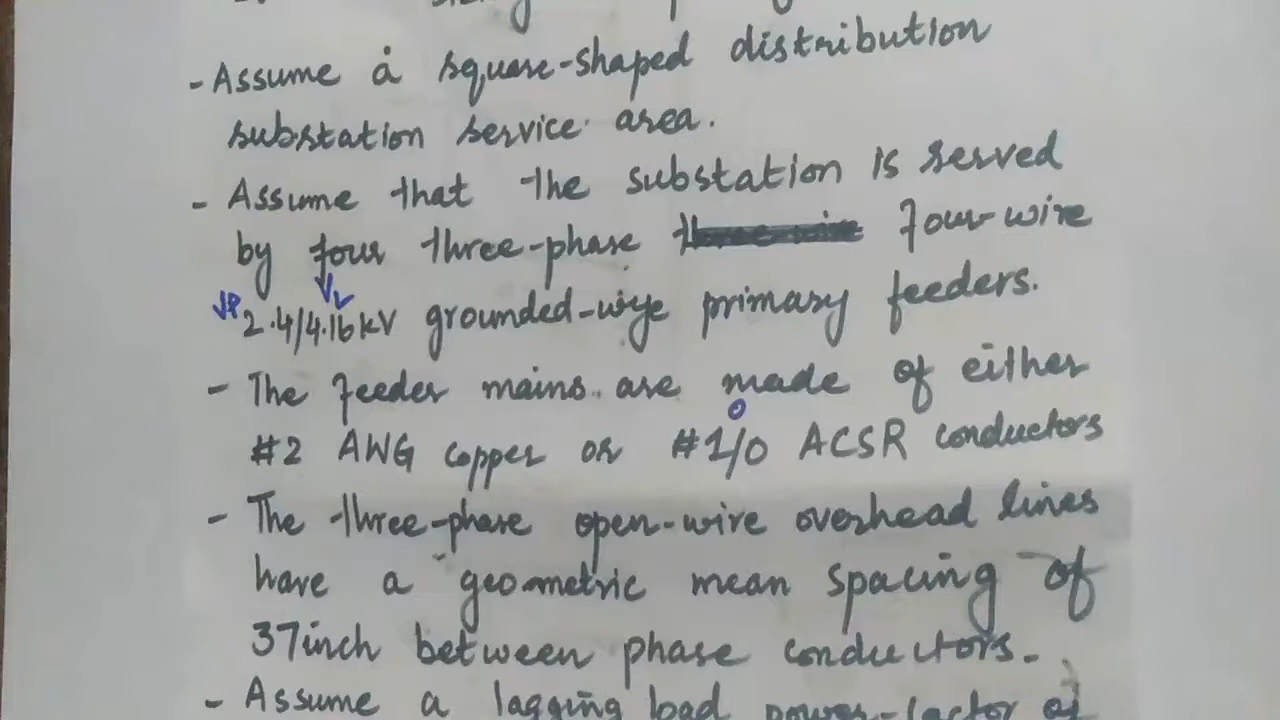 - Assume a square-shaped distribution
substation service area.
- Assume that the substation is served
by four three-phase four-wire
2.4/4.16kV grounded-wye primary feeders.
- The feeder mains are made of either
#2 AWG copper or #1/0 ACSR conductors
- The three-phase open-wire overhead lines
have a geometric mean spacing of
37inch between phase conductors.
- Assume a lagging load power-factor of